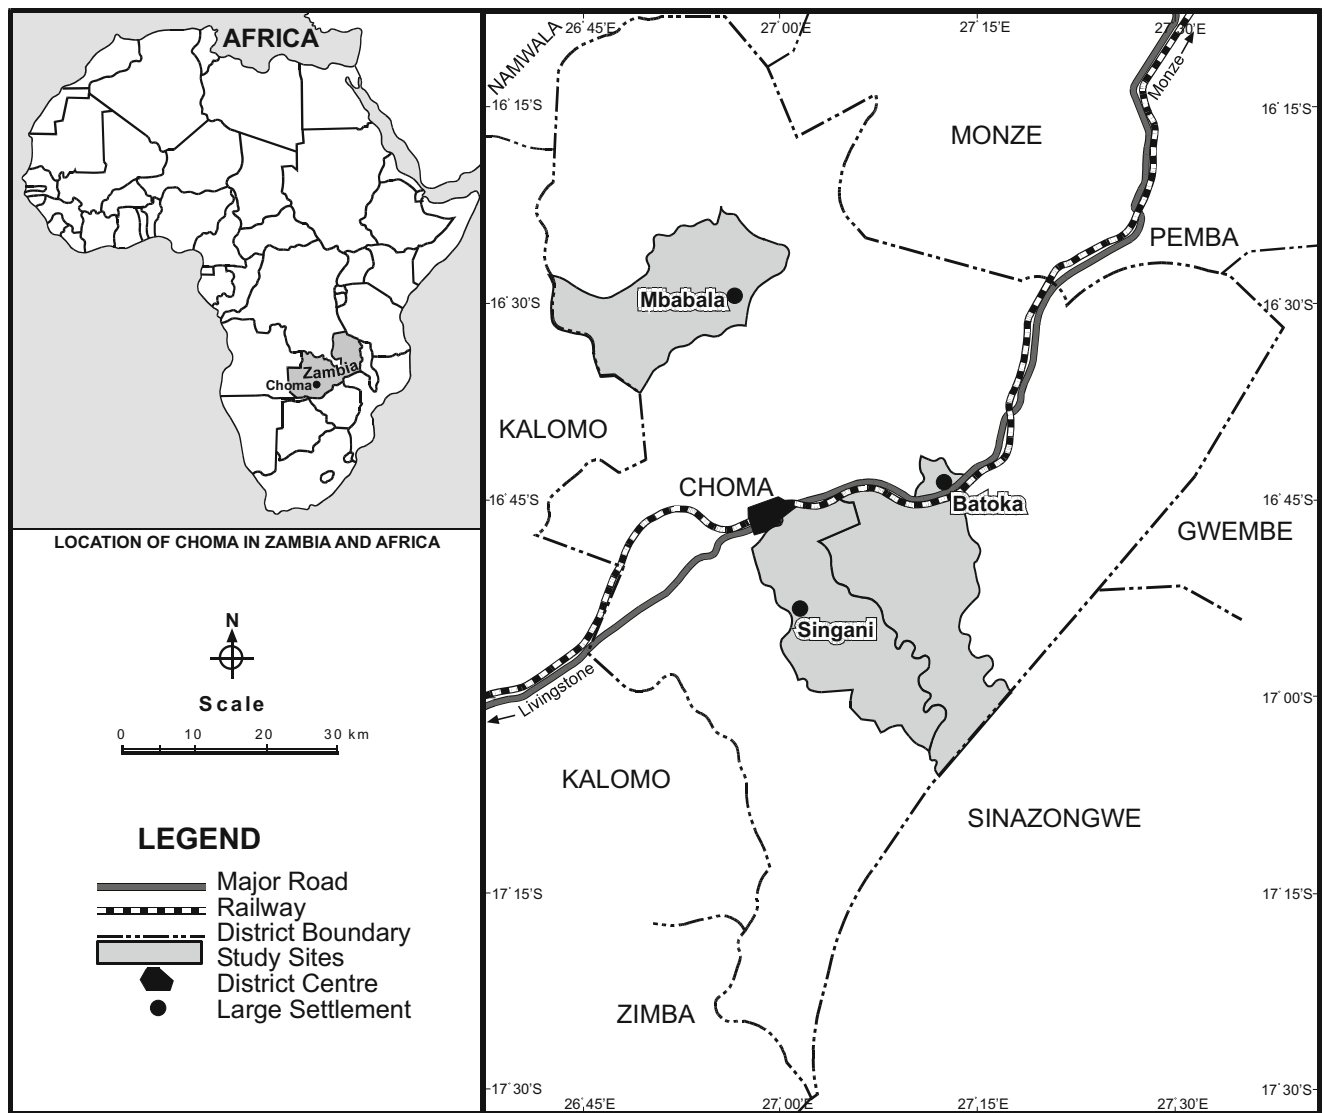 AFRICA
Zambia
Choma
LOCATION OF CHOMA IN ZAMBIA AND AFRICA
N
Scale
0 10 20 30 km
LEGEND
Major Road
Railway
District Boundary
Study Sites
District Centre
Large Settlement
26°45'E 27°00'E 27°15'E 27°30'E
NAMWALA
Monze
16°15'S 16°15'S
MONZE
PEMBA
Mbabala
16°30'S 16°30'S
KALOMO
CHOMA
16°45'S 16°45'S
Batoka
GWEMBE
Singani
Livingstone
17°00'S
KALOMO
SINAZONGWE
17°15'S 17°15'S
ZIMBA
17°30'S 17°30'S
26°45'E 27°00'E 27°15'E 27°30'E